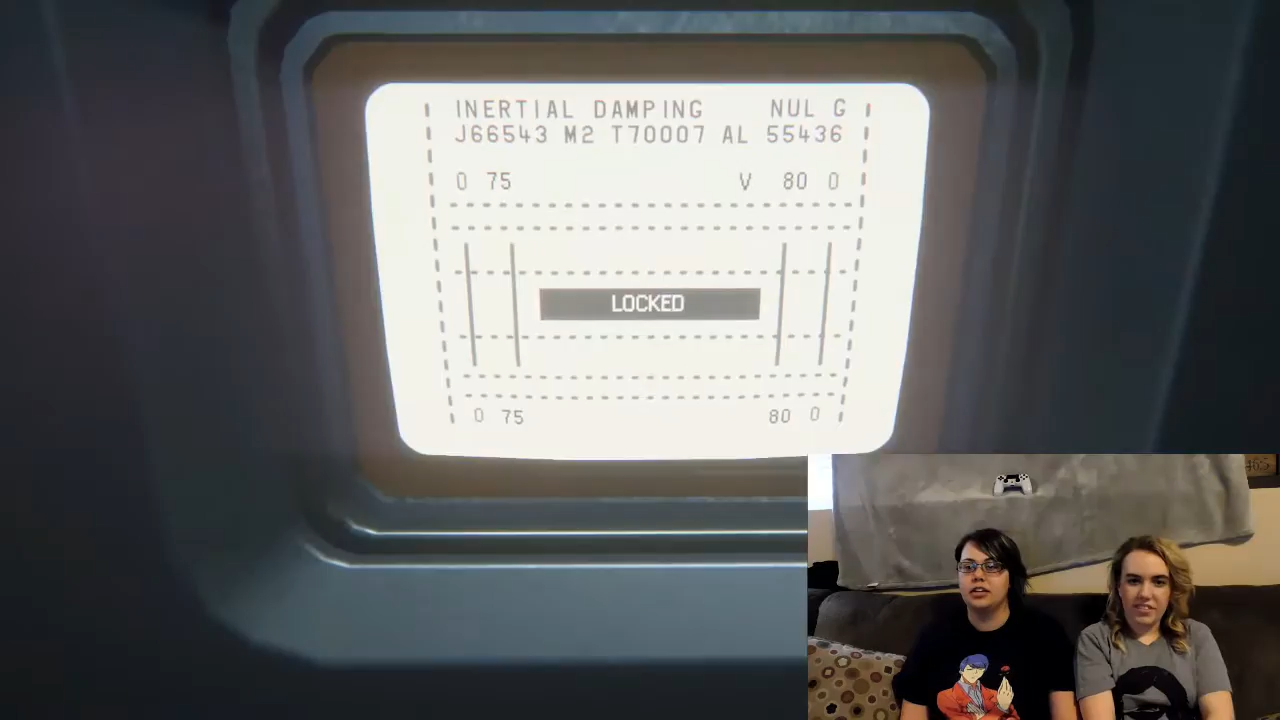 INERTIAL DAMPING NUL G
J66543 M2 T70007 AL 55436
0 75 V 80 0
LOCKED
0 75 80 0